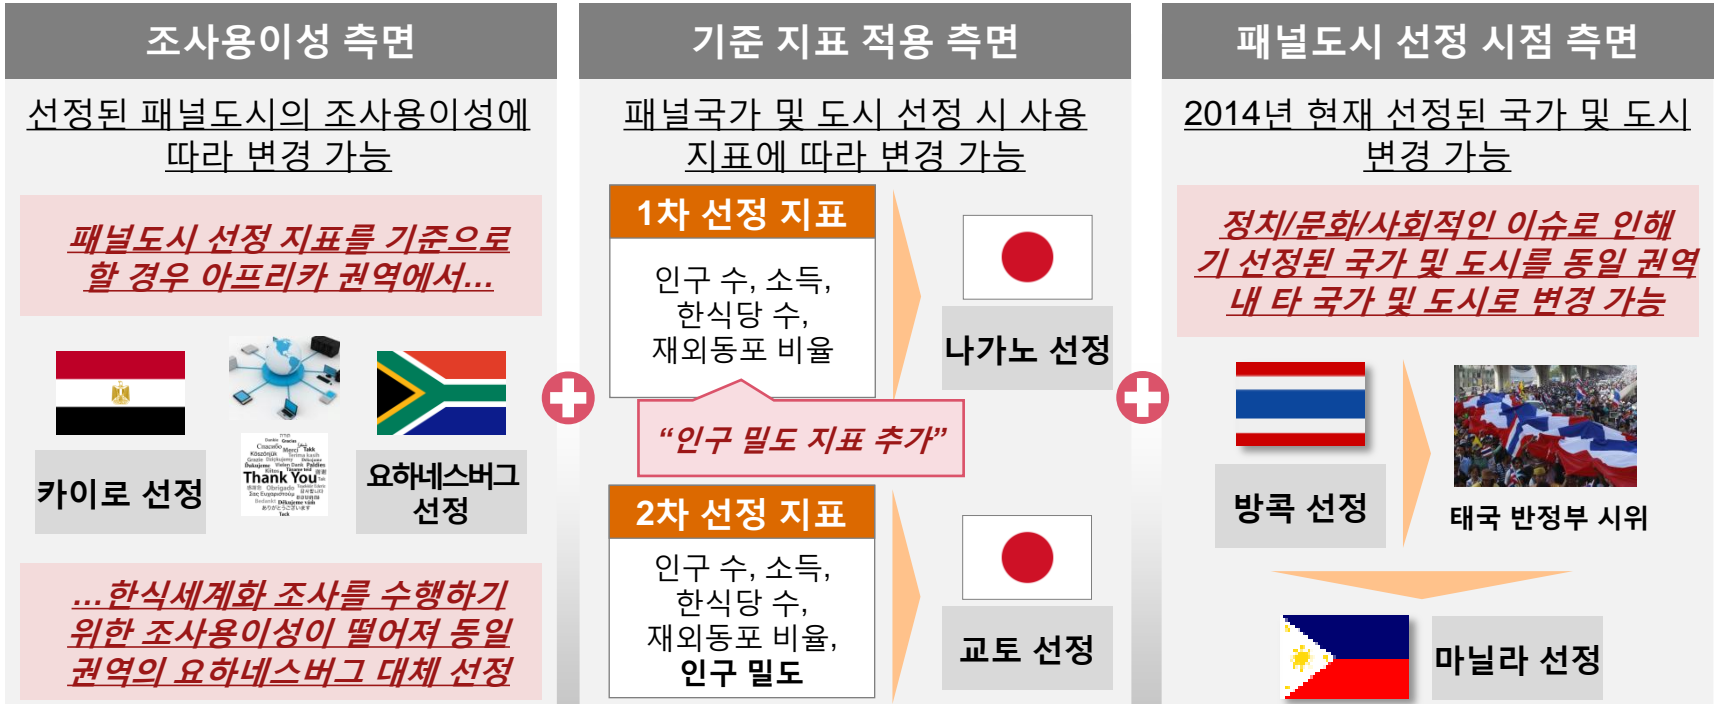 조사용이성 측면
선정된 패널도시의 조사용이성에
따라 변경 가능
패널도시 선정 지표를 기준으로
할 경우 아프리카 권역에서...
Thank You
카이로 선정
요하네스버그
선정
...한식세계화 조사를 수행하기
위한 조사용이성이 떨어져 동일
권역의 요하네스버그 대체 선정
기준 지표 적용 측면
패널국가 및 도시 선정 시 사용
지표에 따라 변경 가능
1차 선정 지표
인구 수, 소득,
한식당 수,
재외동포 비율
나가노 선정
“인구 밀도 지표 추가”
2차 선정 지표
인구 수, 소득,
한식당 수,
재외동포 비율,
인구 밀도
교토 선정
패널도시 선정 시점 측면
2014년 현재 선정된 국가 및 도시
변경 가능
정치/문화/사회적인 이슈로 인해
기 선정된 국가 및 도시를 동일 권역
내 타 국가 및 도시로 변경 가능
방콕 선정
태국 반정부 시위
마닐라 선정